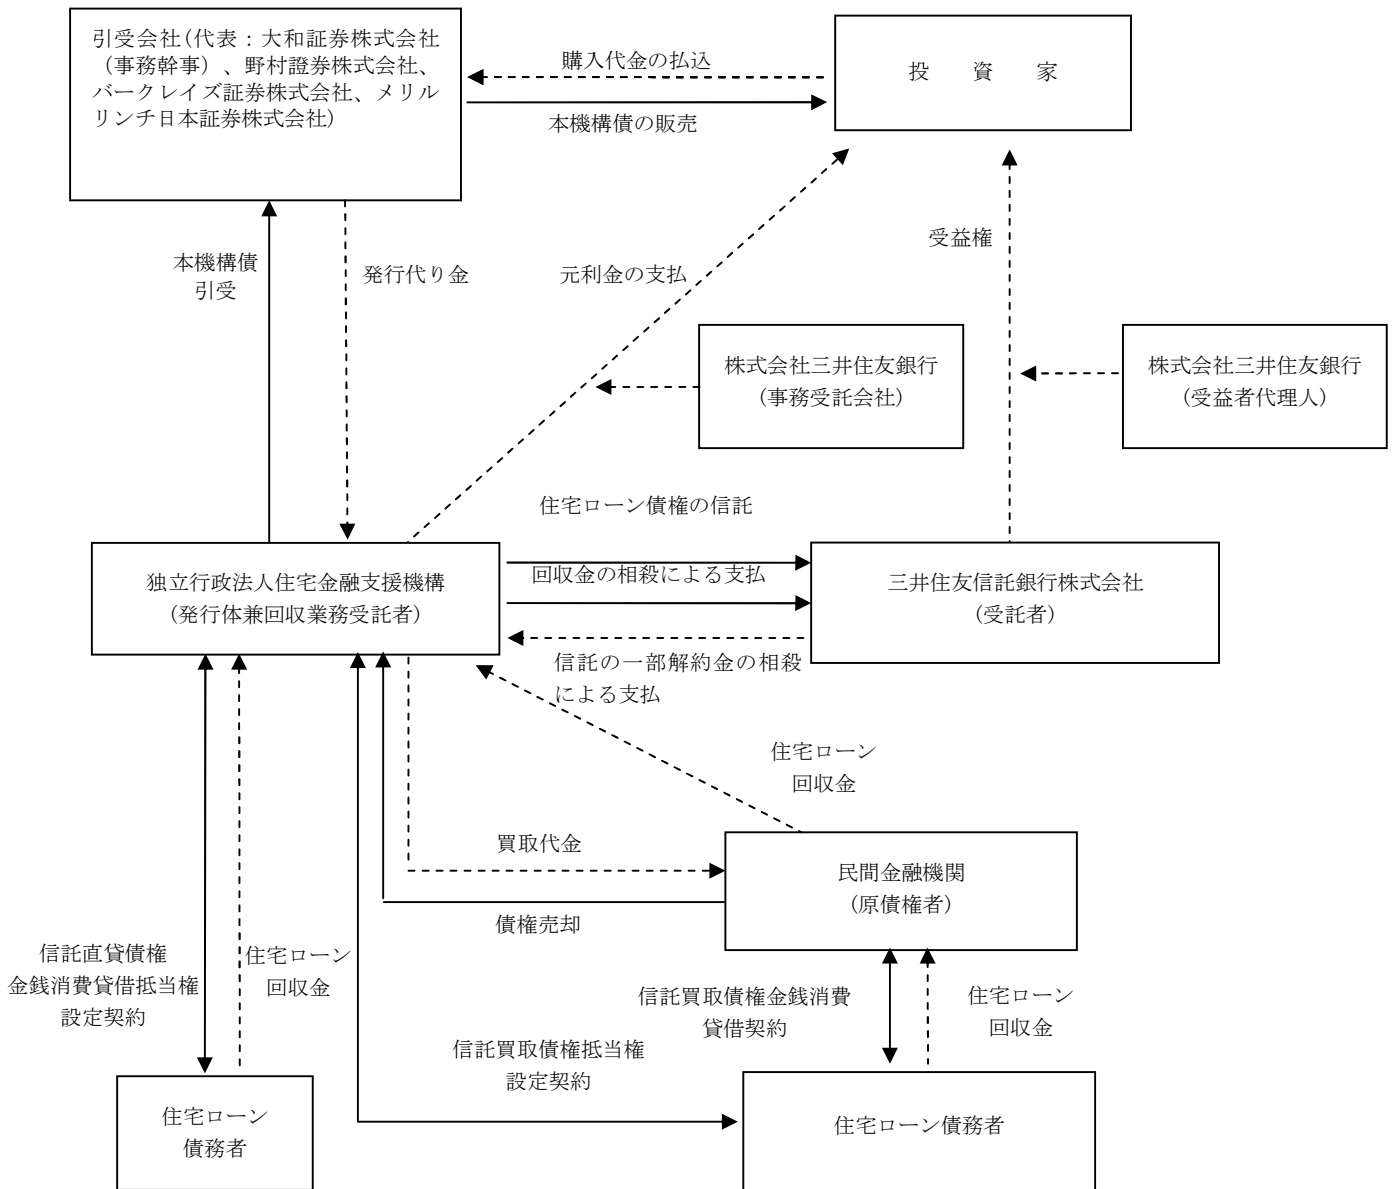 引受会社(代表：大和証券株式会社
（事務幹事）、野村證券株式会社、
バークレイズ証券株式会社、メリル
リンチ日本証券株式会社)
購入代金の払込
本機構債の販売
投　資　家
本機構債
引受
発行代り金
元利金の支払
受益権
株式会社三井住友銀行
(事務受託会社)
株式会社三井住友銀行
(受益者代理人)
住宅ローン債権の信託
独立行政法人住宅金融支援機構
(発行体兼回収業務受託者)
回収金の相殺による支払
三井住友信託銀行株式会社
(受託者)
信託の一部解約金の相殺
による支払
住宅ローン
回収金
買取代金
民間金融機関
(原債権者)
債権売却
信託直貸債権
金銭消費貸借抵当権
設定契約
住宅ローン
回収金
信託買取債権金銭消費
貸借契約
住宅ローン
回収金
信託買取債権抵当権
設定契約
住宅ローン
債務者
住宅ローン債務者